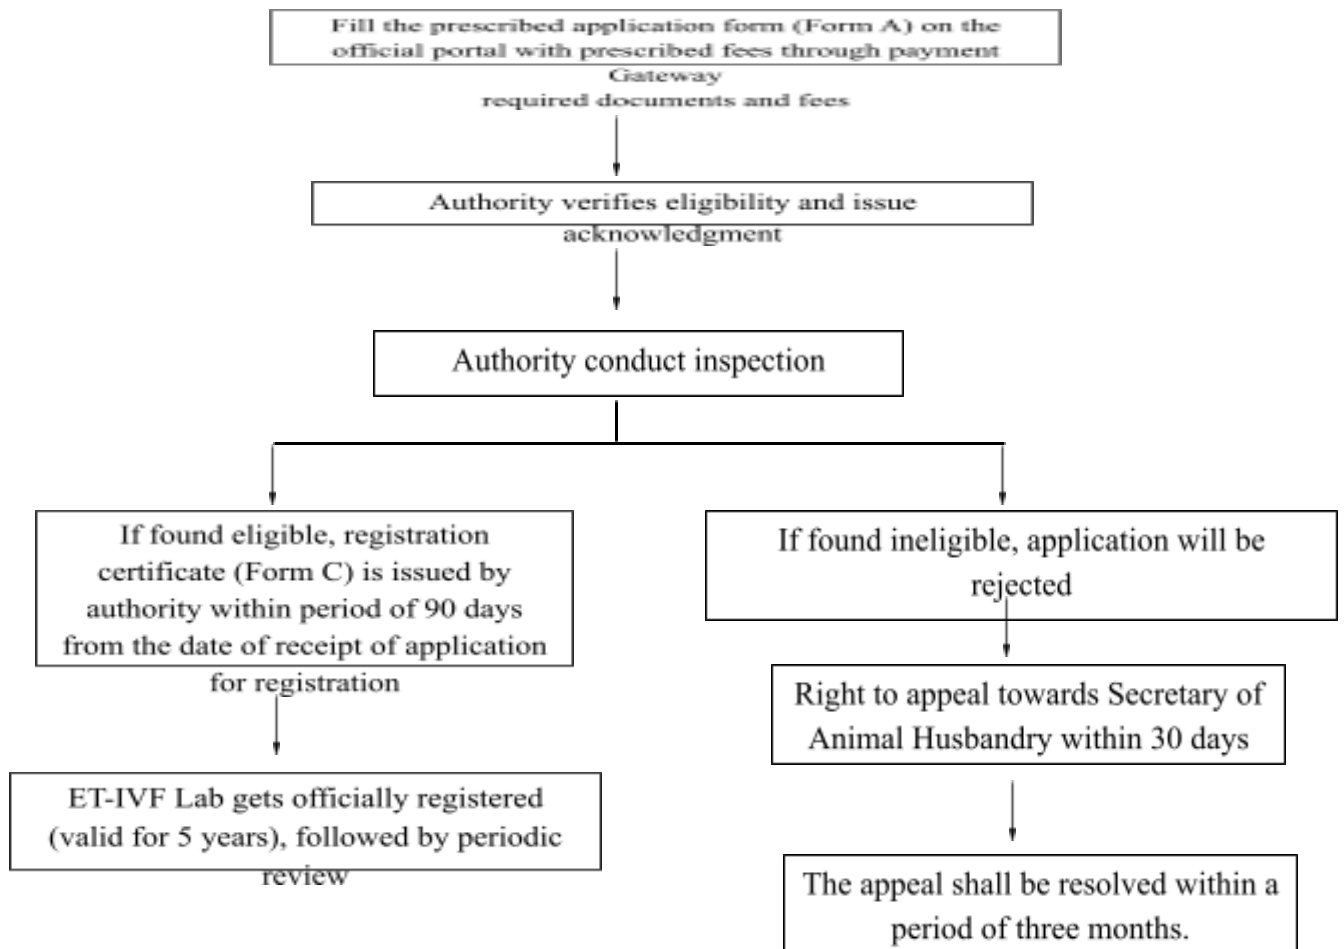 Fill the prescribed application form (Form A) on the
official portal with prescribed fees through payment
Gateway
required documents and fees
Authority verifies eligibility and issue
acknowledgment
Authority conduct inspection
If found eligible, registration
certificate (Form C) is issued by
authority within period of 90 days
from the date of receipt of application
for registration
ET-IVF Lab gets officially registered
(valid for 5 years), followed by periodic
review
If found ineligible, application will be
rejected
Right to appeal towards Secretary of
Animal Husbandry within 30 days
The appeal shall be resolved within a
period of three months.